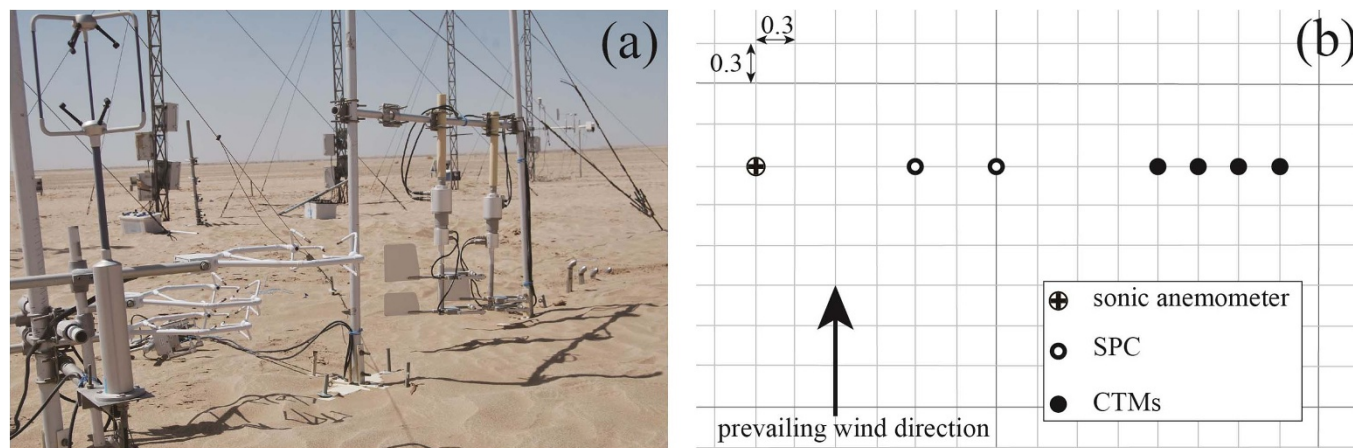 (a)
(b)
0.3
0.3
sonic anemometer
SPC
CTMs
prevailing wind direction